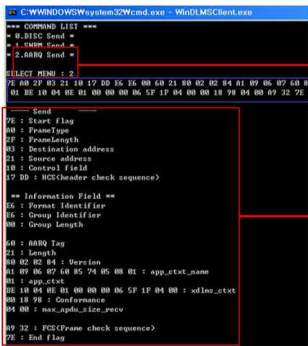 C:₩WINDOWS₩system32₩cmd.exe - WinDLMSClient.exe
*** COMMAND LIST ***
* 0.DISC Send *
* 1.SNRM Send *
* 2.AARQ Send *
SELECT MENU : 2
7E A0 2F 03 21 10 17 DD E6 E6 00 60 21 80 02 02 84 A1 09 06 07 60 8
01 BE 10 04 0E 01 00 00 00 06 5F 1F 04 00 00 18 98 04 00 A9 32 7E
Send
7E : Start flag
A0 : FrameType
2F : FrameLength
03 : Destination address
21 : Source address
10 : Control field
17 DD : HCS(header check sequence)
== Information Field ==
E6 : Format Identifier
E6 : Group Identifier
00 : Group Length
60 : AARQ Tag
21 : Length
80 02 02 84 : Version
A1 09 06 07 60 85 74 05 08 01 : app_ctxt_name
01 : app_ctxt
BE 10 04 0E 01 00 00 00 06 5F 1F 04 00 : xdlms_ctxt
00 18 98 : Conformance
04 00 : max_apdu_size_recv
A9 32 : FCS(Frame check sequence)
7E : End flag